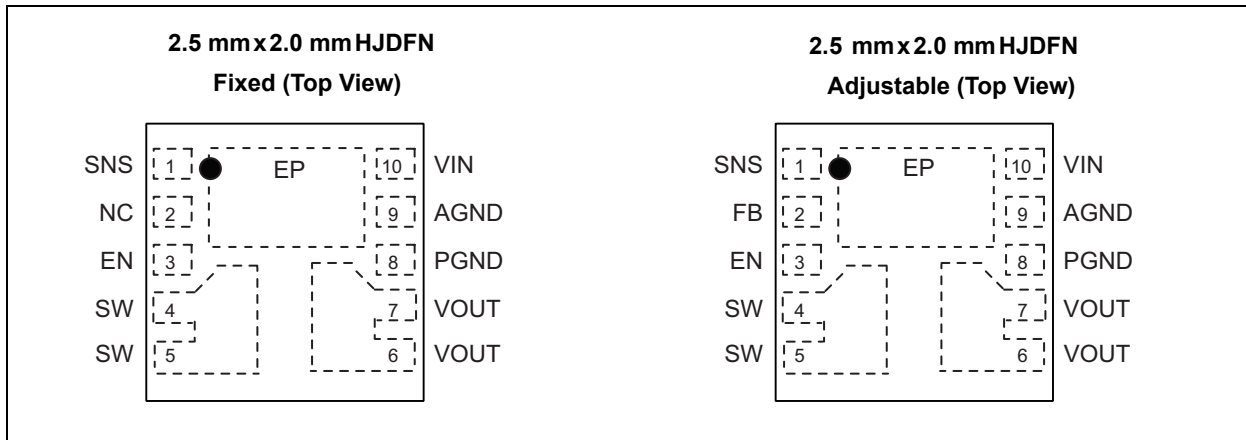 2.5 mm x 2.0 mm HJDFN
Fixed (Top View)
SNS 1 EP 10 VIN
NC 2 9 AGND
EN 3 8 PGND
SW 4 7 VOUT
SW 5 6 VOUT
2.5 mm x 2.0 mm HJDFN
Adjustable (Top View)
SNS 1 EP 10 VIN
FB 2 9 AGND
EN 3 8 PGND
SW 4 7 VOUT
SW 5 6 VOUT